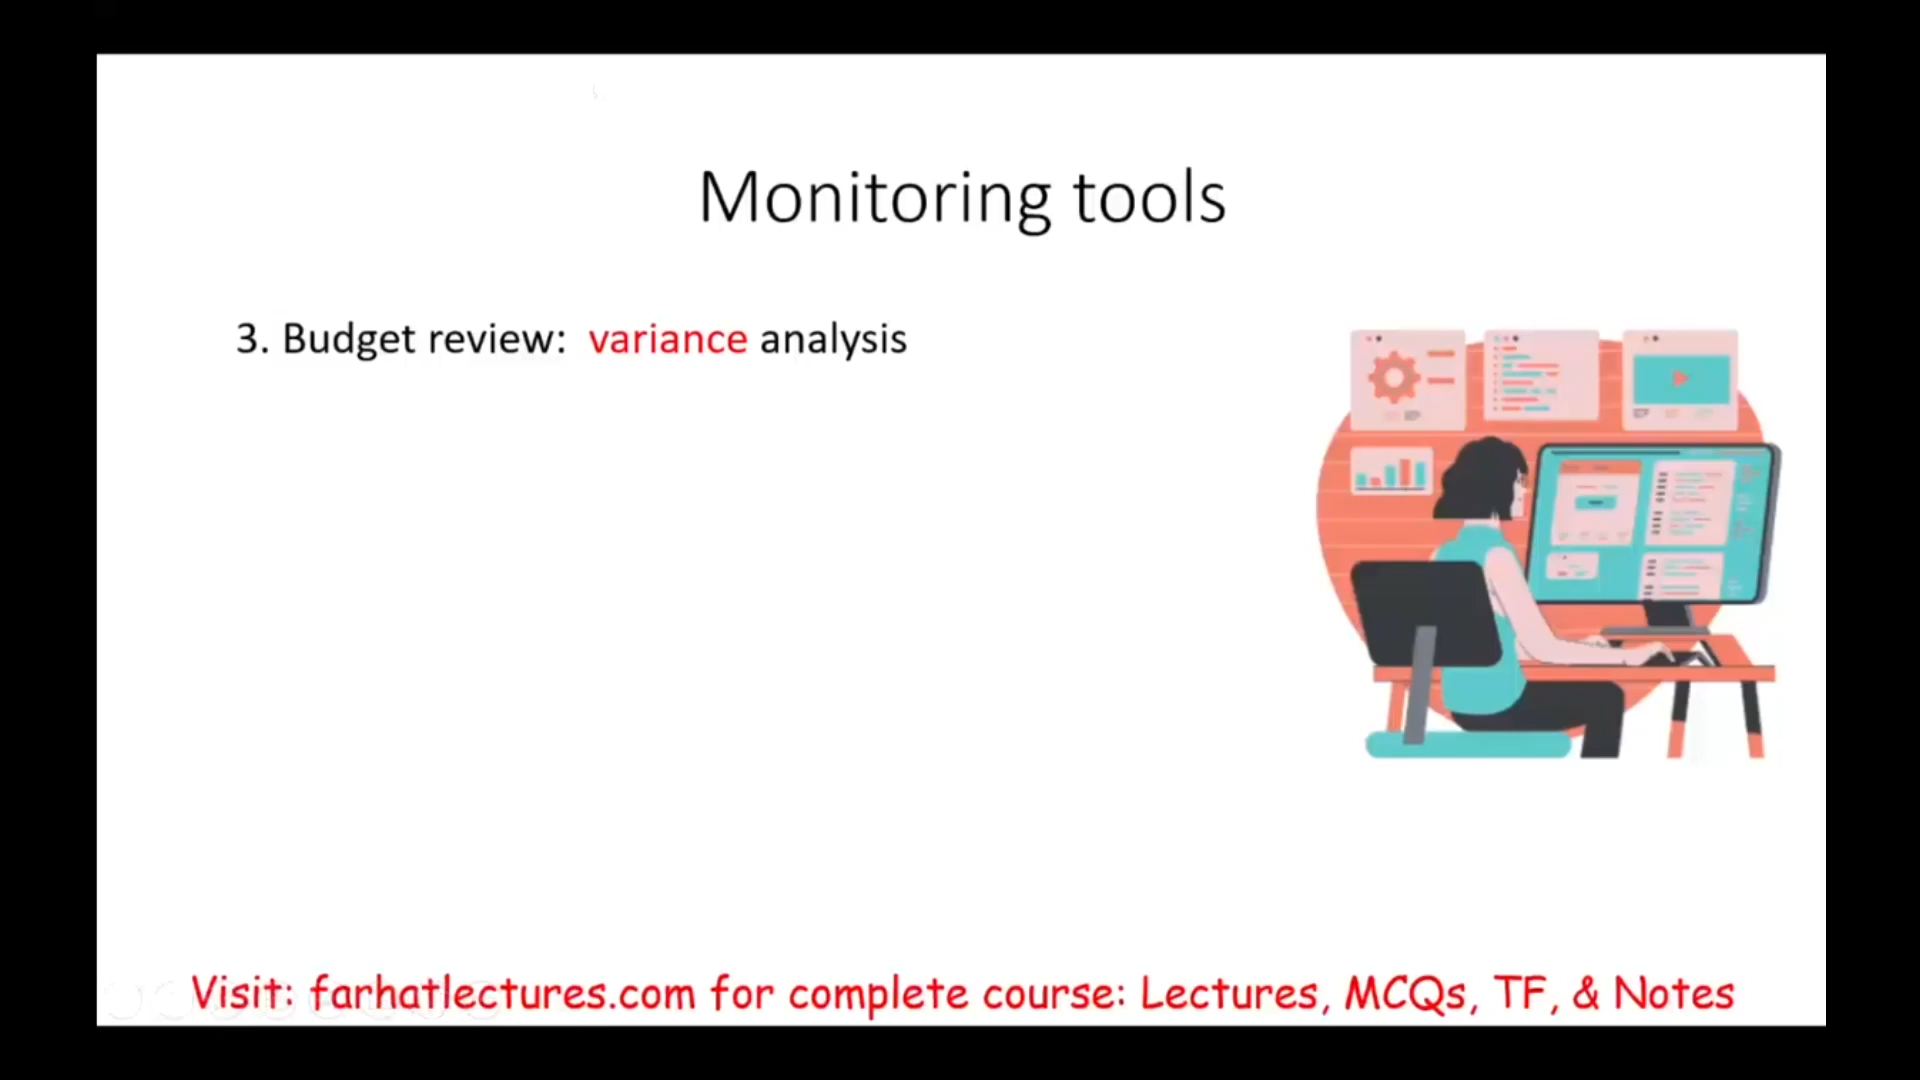 Monitoring tools
3. Budget review: variance analysis
Visit: farhatlectures.com for complete course: Lectures, MCQs, TF, & Notes